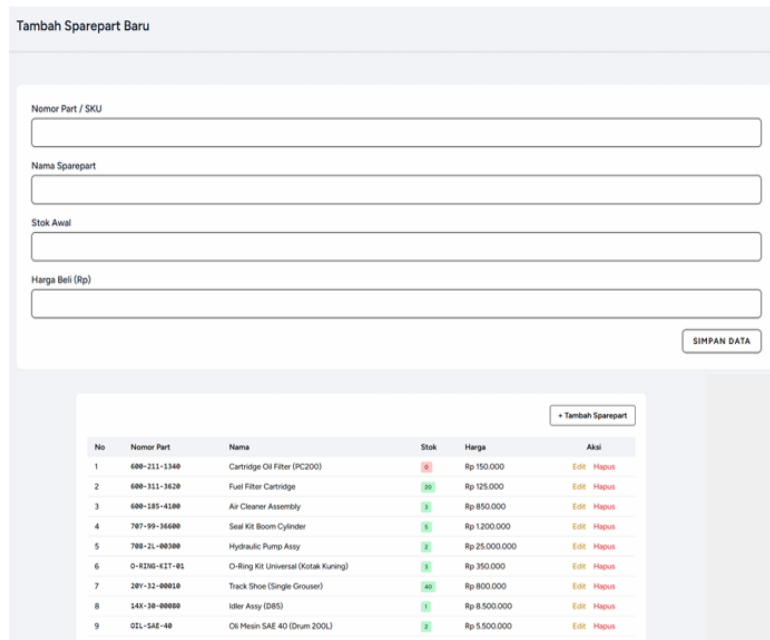 Tambah Sparepart Baru
Nomor Part / SKU
Nama Sparepart
Stok Awal
Harga Beli (Rp)
SIMPAN DATA
+ Tambah Sparepart
No Nomor Part Nama Stok Harga Aksi
1 600-211-1340 Cartridge Oil Filter (PC200) 0 Rp 150.000 Edit Hapus
2 600-311-3620 Fuel Filter Cartridge 20 Rp 125.000 Edit Hapus
3 600-185-4100 Air Cleaner Assembly 3 Rp 850.000 Edit Hapus
4 707-99-36600 Seal Kit Boom Cylinder 5 Rp 1.200.000 Edit Hapus
5 708-2L-00300 Hydraulic Pump Assy 2 Rp 25.000.000 Edit Hapus
6 O-RING-KIT-01 O-Ring Kit Universal (Kotak Kuning) 3 Rp 350.000 Edit Hapus
7 20Y-32-00010 Track Shoe (Single Grouser) 40 Rp 800.000 Edit Hapus
8 14X-30-00080 Idler Assy (D85) 1 Rp 8.500.000 Edit Hapus
9 OIL-SAE-40 Oli Mesin SAE 40 (Drum 200L) 2 Rp 5.500.000 Edit Hapus